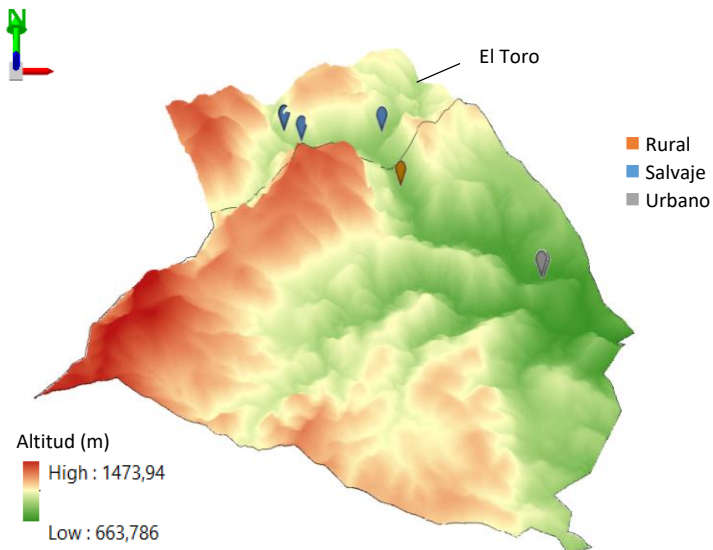 N
El Toro
Rural
Salvaje
Urbano
Altitud (m)
High : 1473,94
Low : 663,786